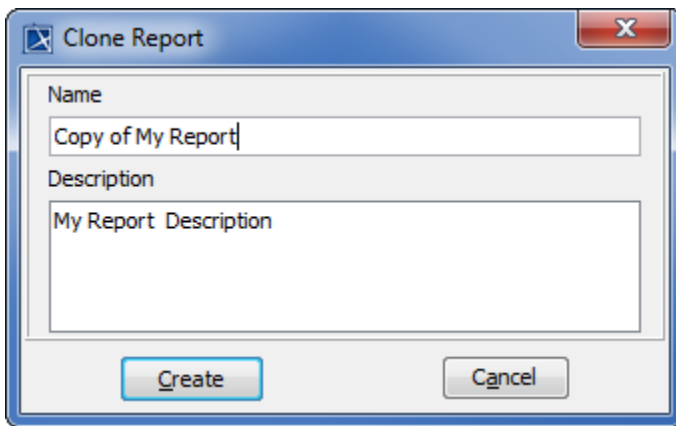 Clone Report
Name
Copy of My Report
Description
My Report  Description
Create
Cancel